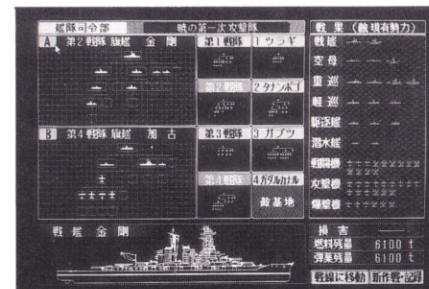 艦隊司令部
暁の第一次攻撃隊
戦果(敵現有勢力)
A 第2戦隊 旗艦 金剛
第1戦隊 1 ツラギ
第2戦隊 2 タナンボゴ
B 第4戦隊 旗艦 加古
第3戦隊 3 ガブツ
第4戦隊 4 ガダルカナル
敵基地
戦艦
空母
重巡
軽巡
駆逐艦
潜水艦
戦闘機
攻撃機
爆撃機
戦艦 金剛
損害
燃料残量 6100 t
弾薬残量 6100 t
戦線に移動 新作戦・記録